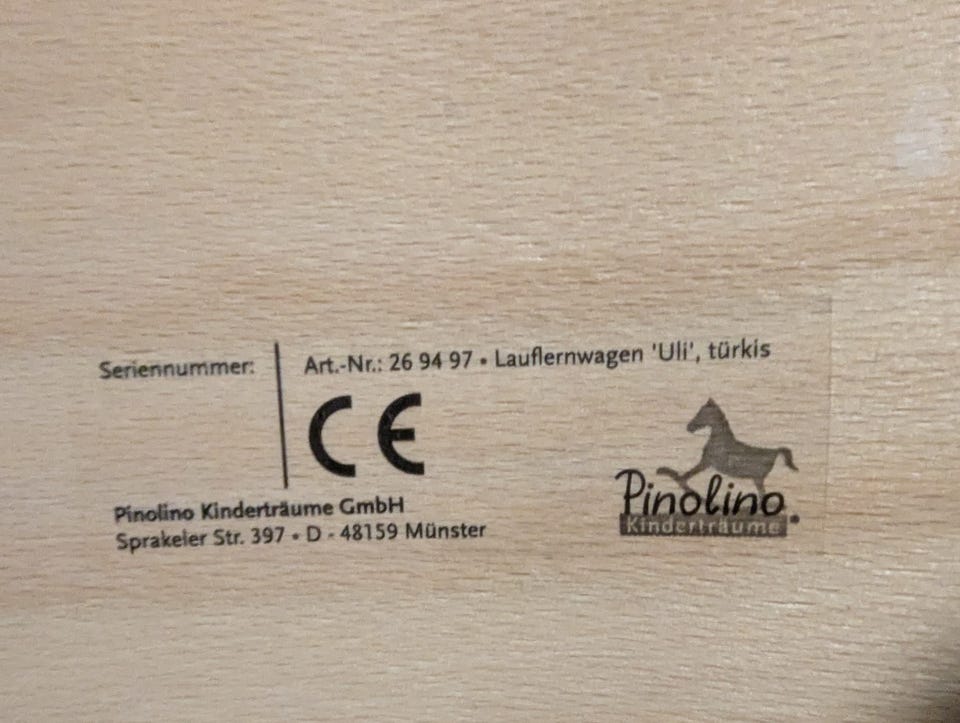 Seriennummer:
Art.-Nr.: 26 94 97 • Lauflernwagen 'Uli', türkis
CE
Pinolino Kinderträume GmbH
Sprakeler Str. 397 • D - 48159 Münster
Pinolino
Kinderträume